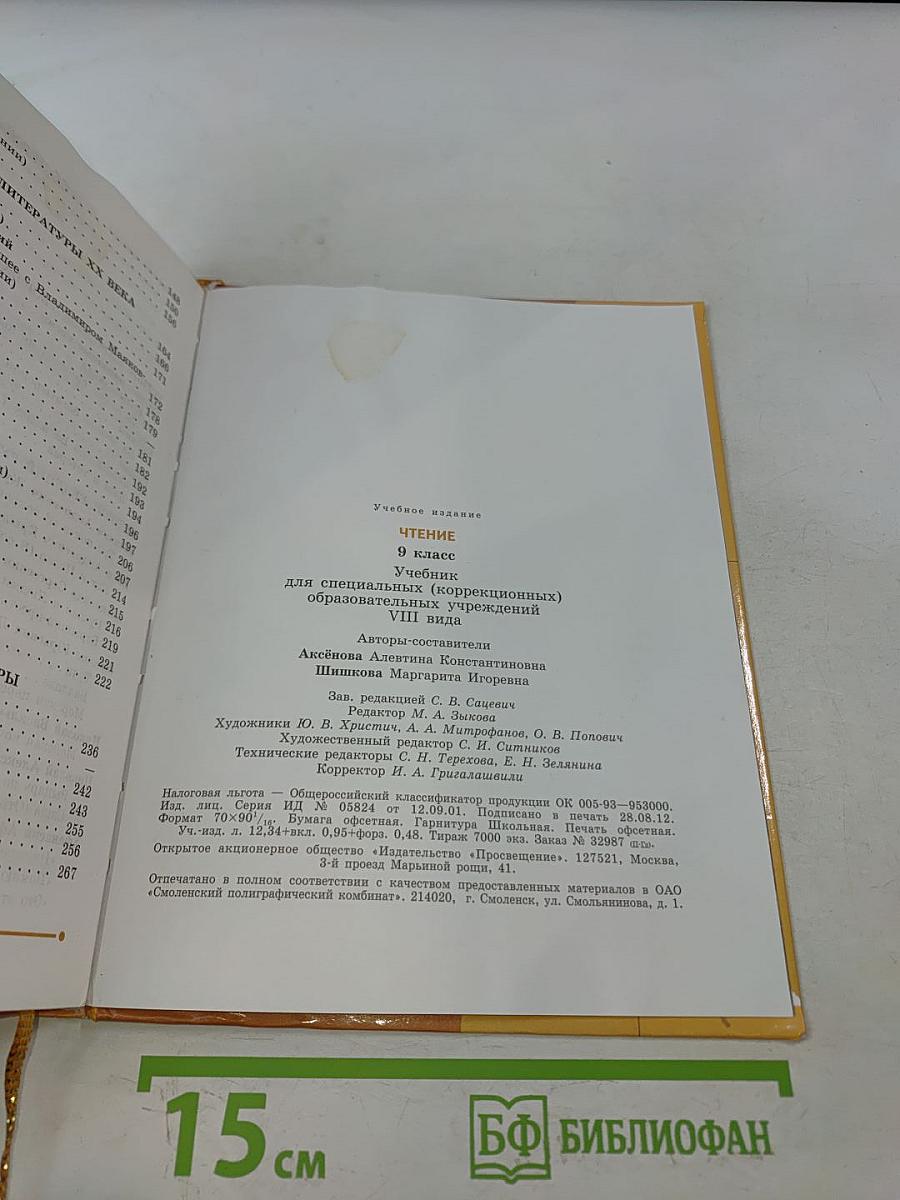 нии)
ЛИТЕРАТУРЫ XX ВЕКА
148
150
156
164
166
171
172
178
179
—
181
182
192
193
194
196
197
206
207
214
215
216
219
221
222
236
—
242
243
255
256
267
Учебное издание
ЧТЕНИЕ
9 класс
Учебник
для специальных (коррекционных)
образовательных учреждений
VIII вида
Авторы-составители
Аксёнова Алевтина Константиновна
Шишкова Маргарита Игоревна
Зав. редакцией С. В. Сацевич
Редактор М. А. Зыкова
Художники Ю. В. Христич, А. А. Митрофанов, О. В. Попович
Художественный редактор С. И. Ситников
Технические редакторы С. Н. Терехова, Е. Н. Зелянина
Корректор И. А. Григалашвили
Налоговая льгота — Общероссийский классификатор продукции ОК 005-93—953000.
Изд. лиц. Серия ИД № 05824 от 12.09.01. Подписано в печать 28.08.12.
Формат 70×90¹/₁₆. Бумага офсетная. Гарнитура Школьная. Печать офсетная.
Уч.-изд. л. 12,34+вкл. 0,95+форз. 0,48. Тираж 7000 экз. Заказ № 32987
Открытое акционерное общество «Издательство «Просвещение». 127521, Москва,
3-й проезд Марьиной рощи, 41.
Отпечатано в полном соответствии с качеством предоставленных материалов в ОАО
«Смоленский полиграфический комбинат». 214020, г. Смоленск, ул. Смольянинова, д. 1.
15 см
БФ БИБЛИОФАН